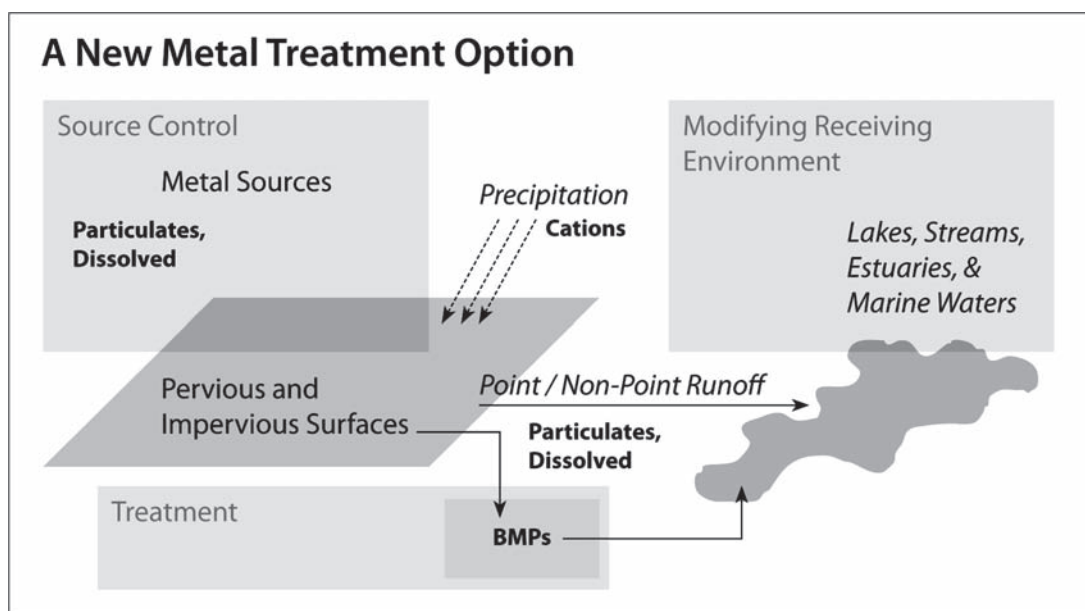 A New Metal Treatment Option
Source Control
Metal Sources
Particulates,
Dissolved
Precipitation
Cations
Modifying Receiving
Environment
Lakes, Streams,
Estuaries, &
Marine Waters
Pervious and
Impervious Surfaces
Point / Non-Point Runoff
Particulates,
Dissolved
Treatment
BMPs